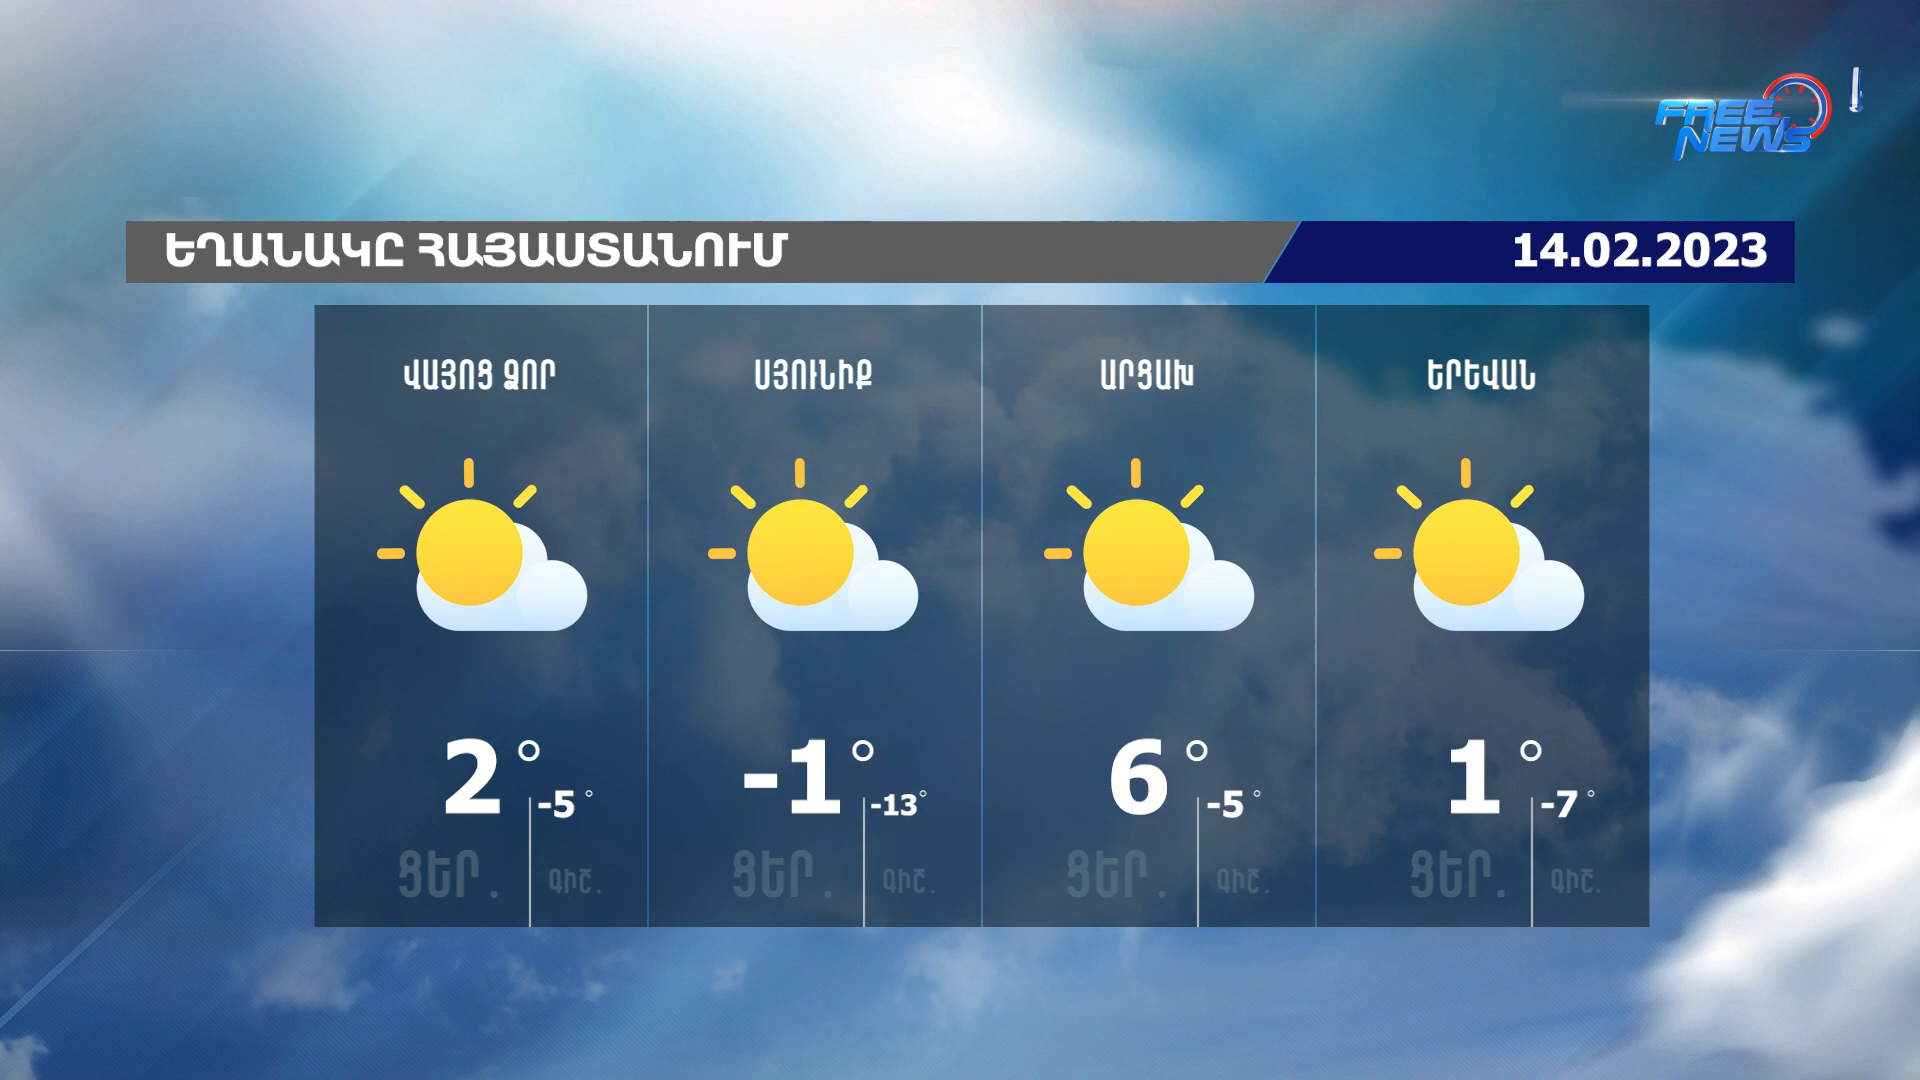 FREE
NEWS
ԵՂԱՆԱԿԸ ՀԱՅԱՍՏԱՆՈՒՄ 14.02.2023
ՎԱՅՈՑ ՁՈՐ ՍՅՈՒՆԻՔ ԱՐՑԱԽ ԵՐԵՎԱՆ
2° -5° -1° -13° 6° -5° 1° -7°
ՑԵՐ. ԳԻՇ. ՑԵՐ. ԳԻՇ. ՑԵՐ. ԳԻՇ. ՑԵՐ. ԳԻՇ.